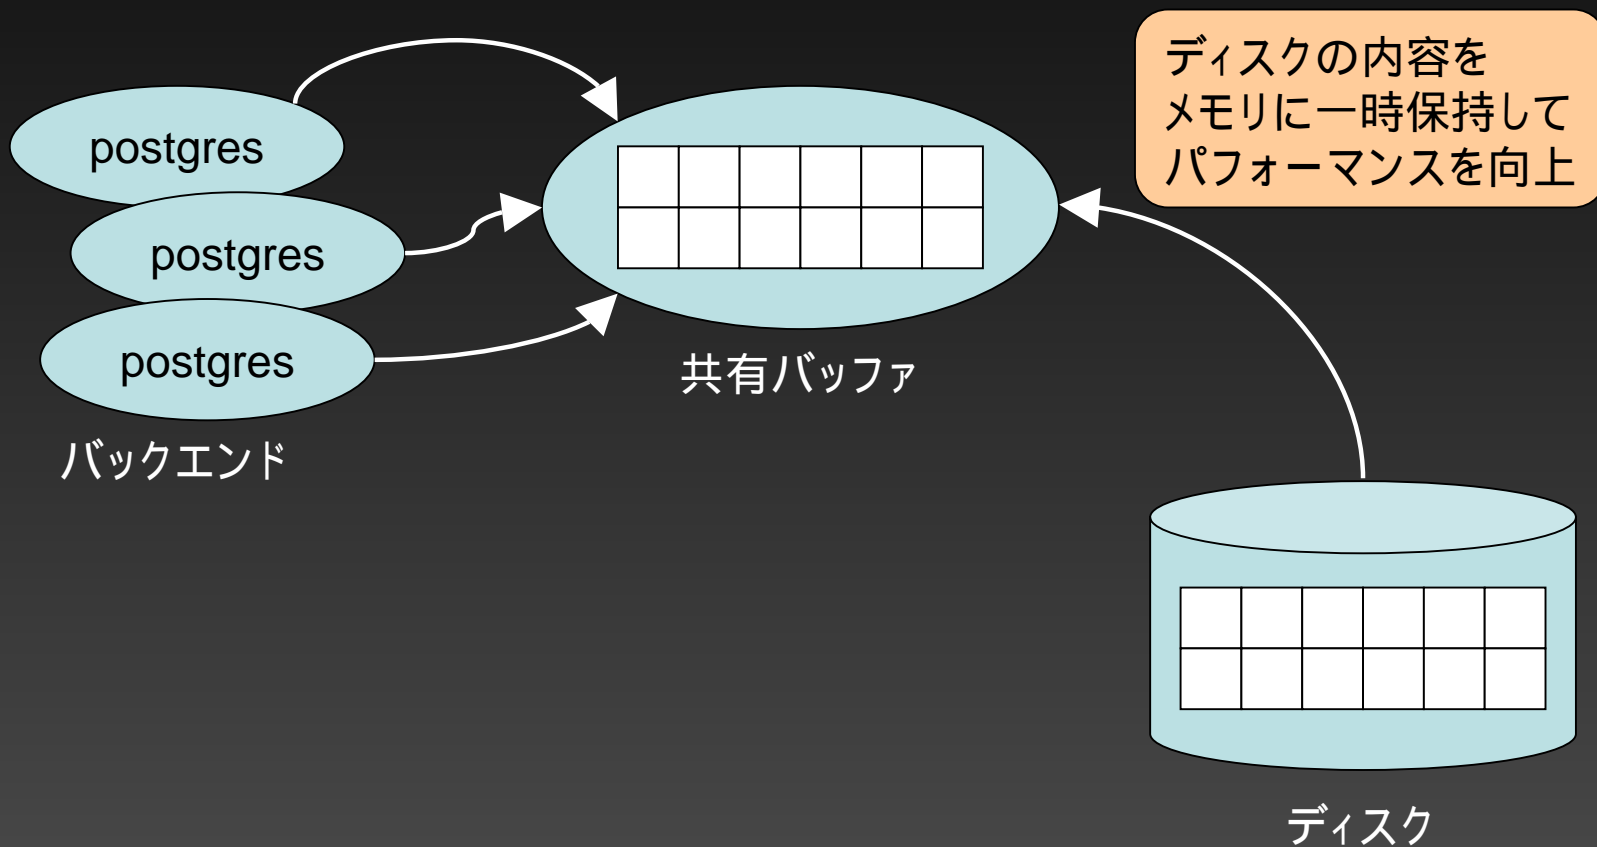 ディスクの内容を
メモリに一時保持して
パフォーマンスを向上
postgres
postgres
postgres
バックエンド
共有バッファ
ディスク